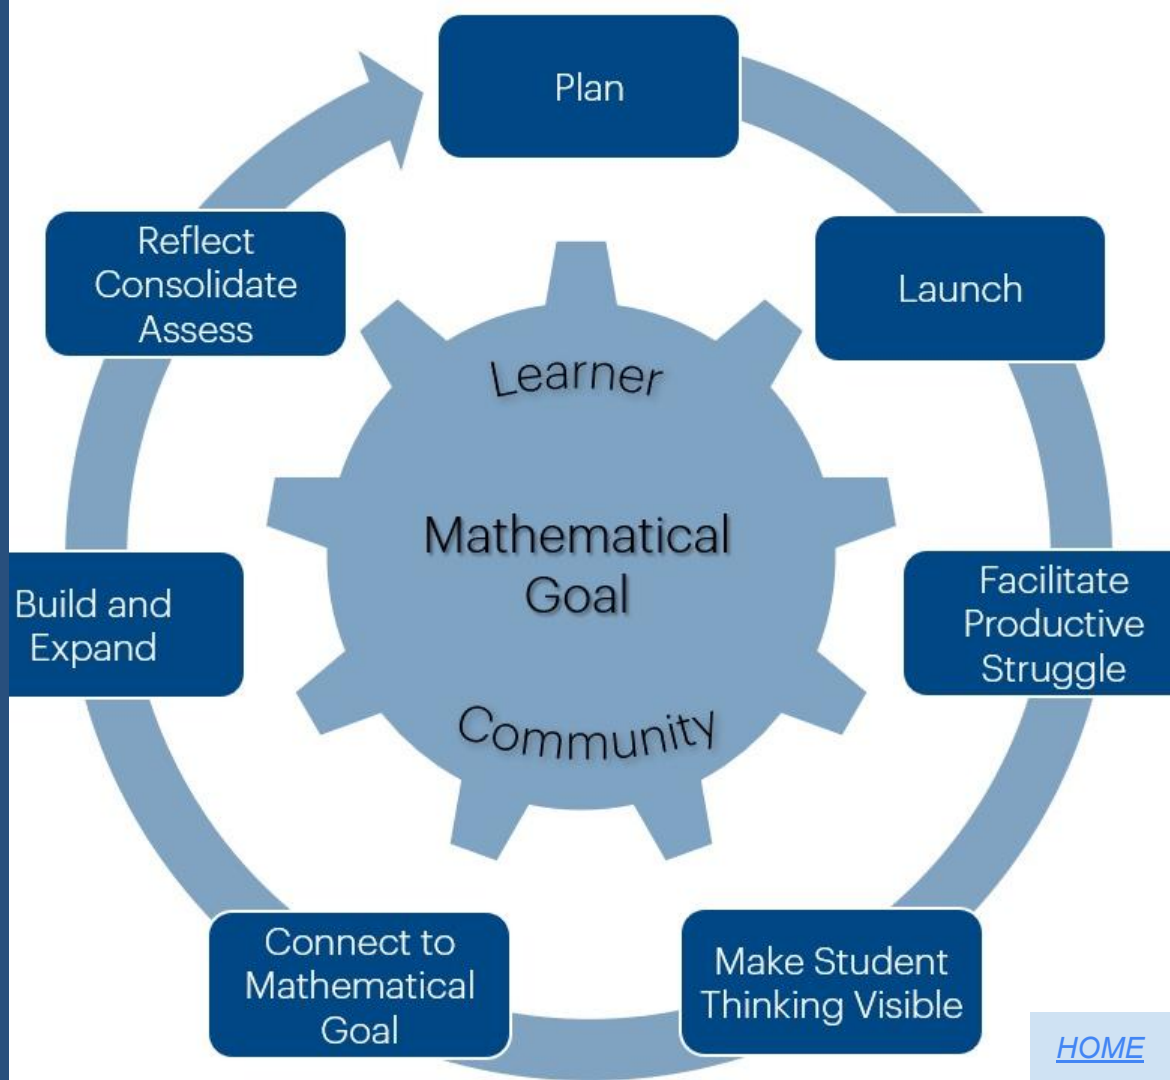 Plan
Launch
Facilitate
Productive
Struggle
Make Student
Thinking Visible
Connect to
Mathematical
Goal
Build and
Expand
Reflect
Consolidate
Assess
Learner
Mathematical
Goal
Community
HOME